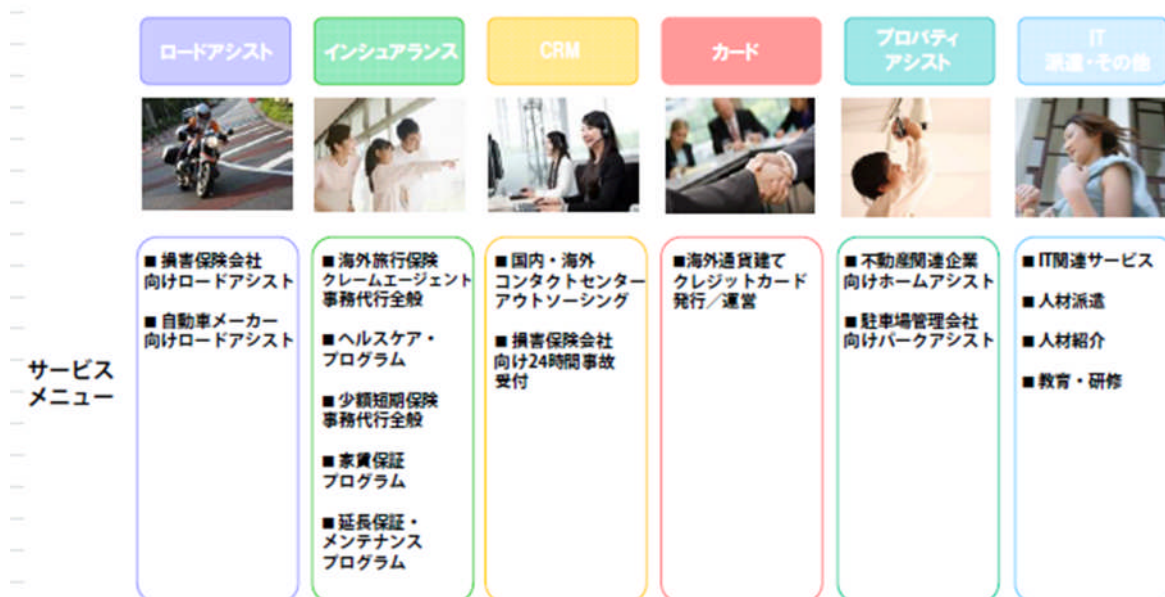 ロードアシスト
インシュアランス
CRM
カード
プロパティ
アシスト
IT
派遣・その他
サービス
メニュー
■ 損害保険会社
向けロードアシスト
■ 自動車メーカー
向けロードアシスト
■ 海外旅行保険
クレームエージェント
事務代行全般
■ ヘルスケア・
プログラム
■ 少額短期保険
事務代行全般
■ 家賃保証
プログラム
■ 延長保証・
メンテナンス
プログラム
■ 国内・海外
コンタクトセンター
アウトソーシング
■ 損害保険会社
向け24時間事故
受付
■海外通貨建て
クレジットカード
発行／運営
■ 不動産関連企業
向けホームアシスト
■ 駐車場管理会社
向けパークアシスト
■ IT関連サービス
■ 人材派遣
■ 人材紹介
■ 教育・研修